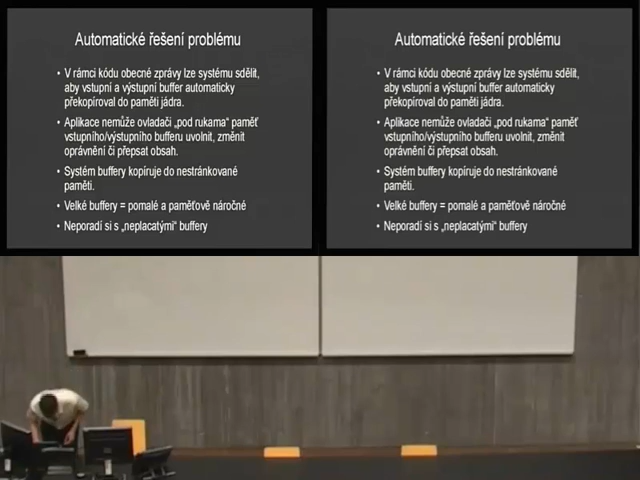 Automatické řešení problému
• V rámci kódu obecné zprávy lze systému sdělit,
aby vstupní a výstupní buffer automaticky
překopíroval do paměti jádra.
• Aplikace nemůže ovladači „pod rukama“ paměť
vstupního/výstupního bufferu uvolnit, změnit
oprávnění či přepsat obsah.
• Systém buffery kopíruje do nestránkované
paměti.
• Velké buffery = pomalé a paměťově náročné
• Neporadí si s „neplacatými“ buffery
Automatické řešení problému
• V rámci kódu obecné zprávy lze systému sdělit,
aby vstupní a výstupní buffer automaticky
překopíroval do paměti jádra.
• Aplikace nemůže ovladači „pod rukama“ paměť
vstupního/výstupního bufferu uvolnit, změnit
oprávnění či přepsat obsah.
• Systém buffery kopíruje do nestránkované
paměti.
• Velké buffery = pomalé a paměťově náročné
• Neporadí si s „neplacatými“ buffery